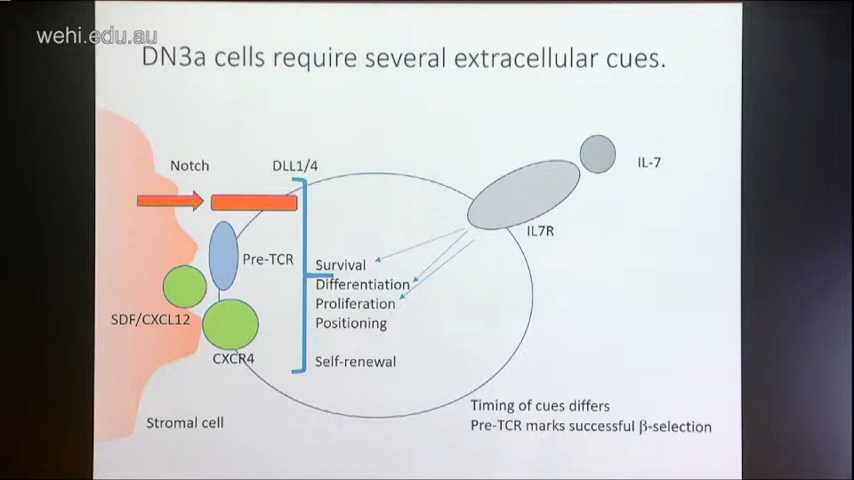 wehi.edu.au
DN3a cells require several extracellular cues.
Notch
DLL1/4
IL-7
IL7R
Pre-TCR
Survival
Differentiation
Proliferation
Positioning
SDF/CXCL12
CXCR4
Self-renewal
Stromal cell
Timing of cues differs
Pre-TCR marks successful β-selection